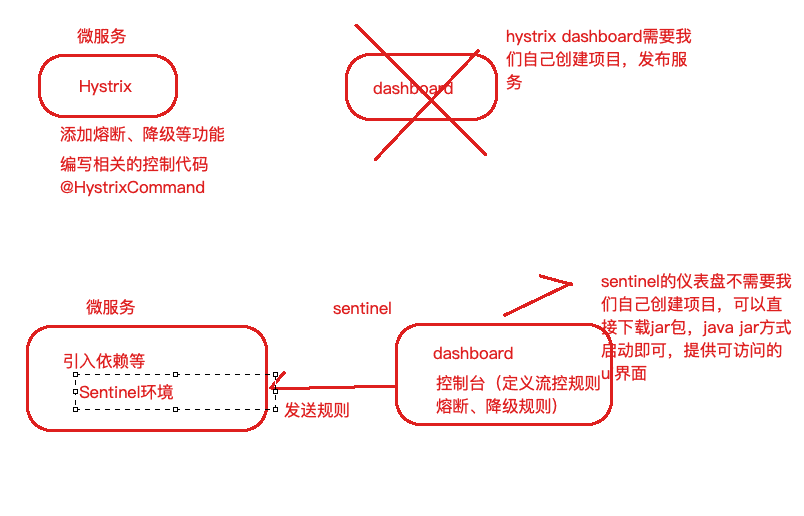 微服务
Hystrix
添加熔断、降级等功能
编写相关的控制代码
@HystrixCommand
dashboard
hystrix dashboard需要我
们自己创建项目，发布服
务
微服务
引入依赖等
Sentinel环境
sentinel
发送规则
dashboard
控制台（定义流控规则
熔断、降级规则）
sentinel的仪表盘不需要我
们自己创建项目，可以直
接下载jar包，java jar方式
启动即可，提供可访问的
ui 界面